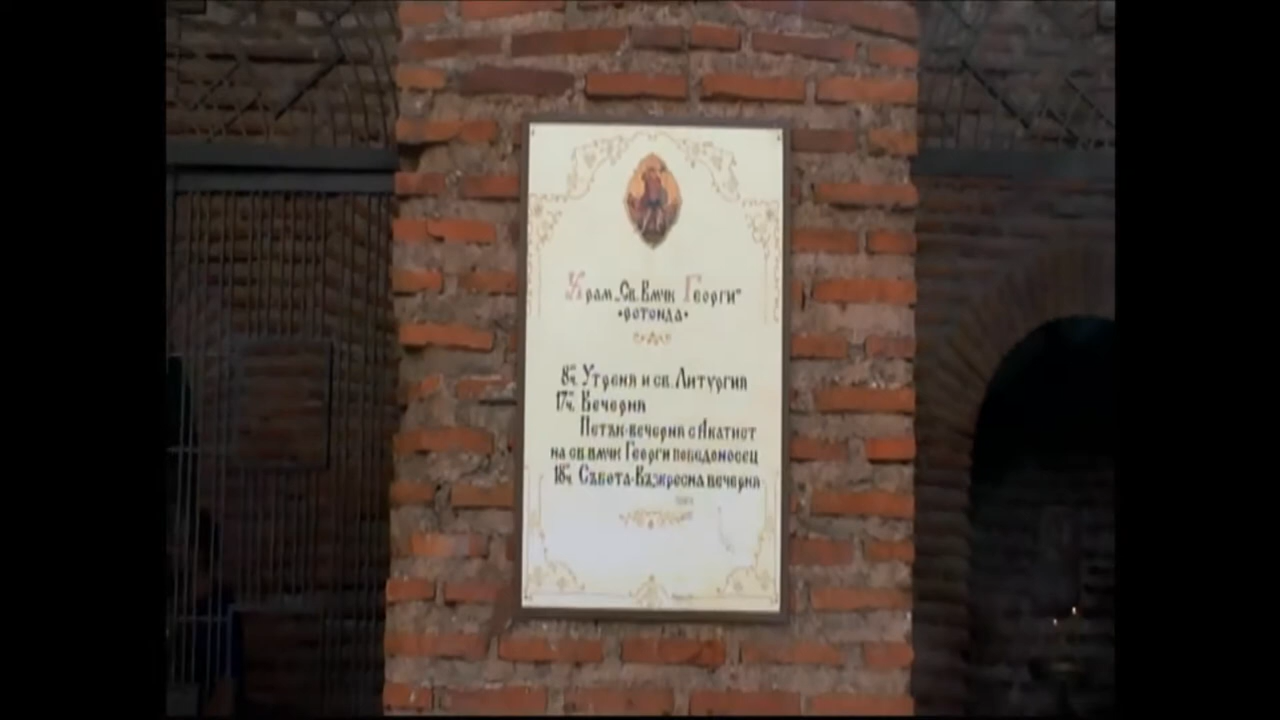 Храм „Св. Вмчк Георги“
•ротонда•
8ч. Утреня и св. Литургия
17ч. Вечерня
Петък-вечерня с Акатист
на св. вмчк Георги победоносец
18ч. Събота-Възкресна вечерня